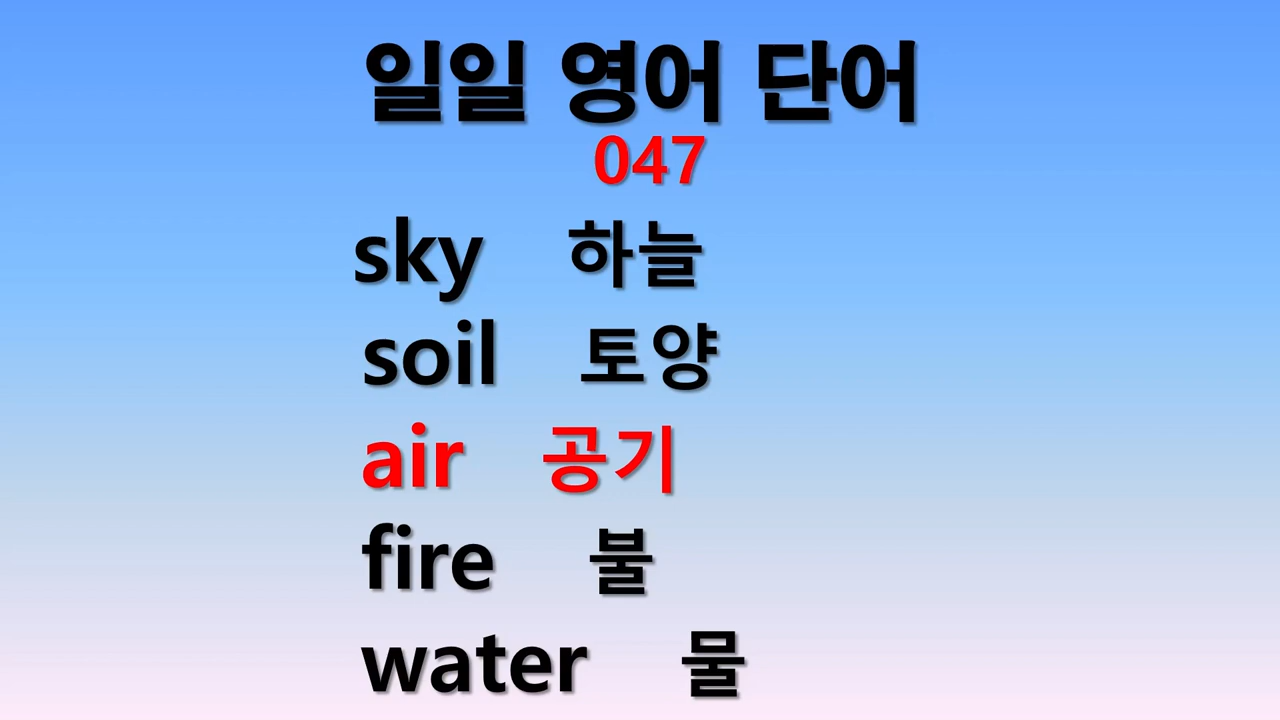 일일 영어 단어
047
sky 하늘
soil 토양
air 공기
fire 불
water 물